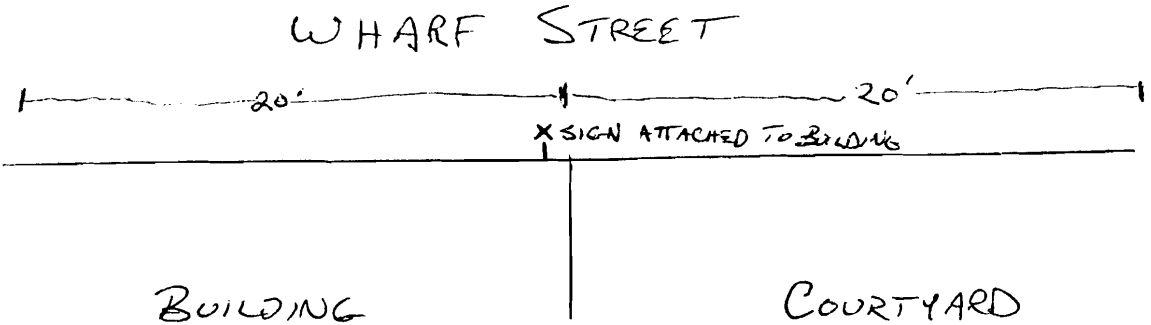 WHARF STREET
20' 20'
X SIGN ATTACHED TO BUILDING
BUILDING COURTYARD